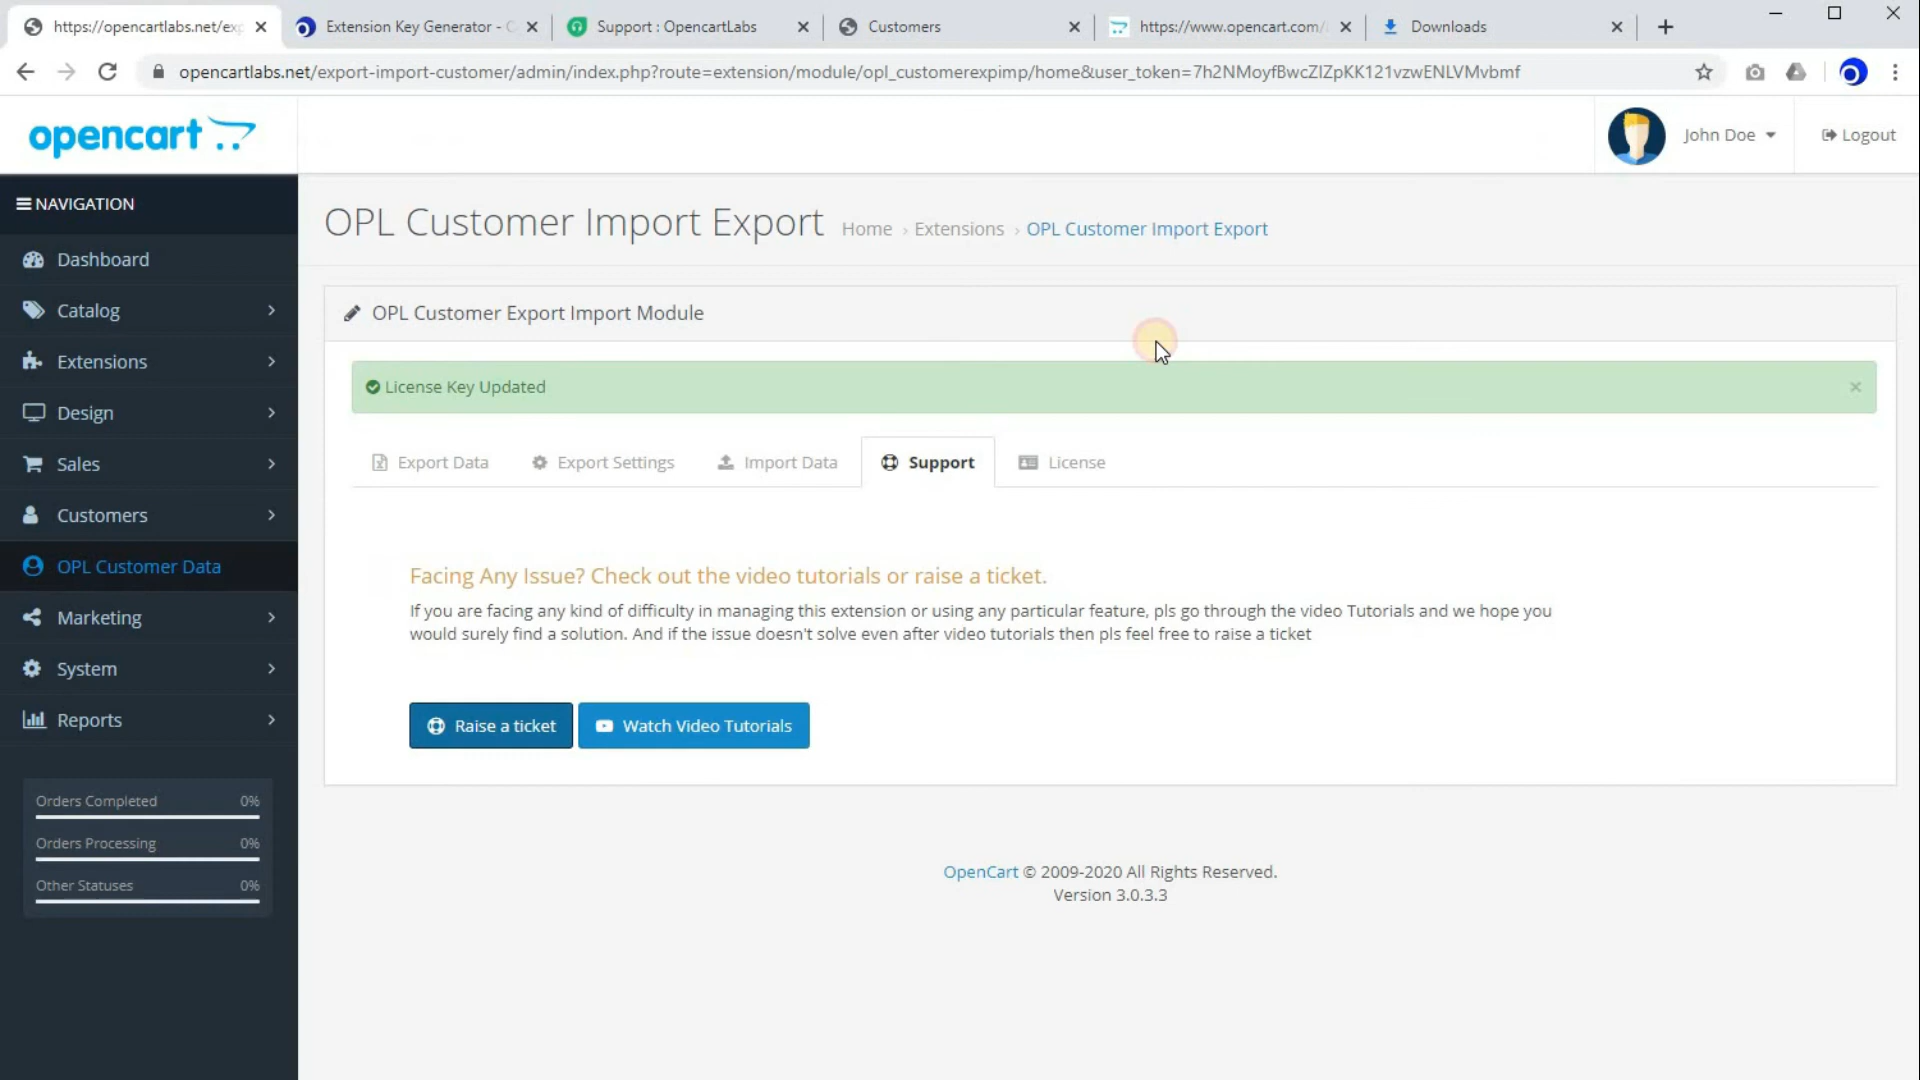 https://opencartlabs.net/exp
Extension Key Generator - C
Support : OpencartLabs
Customers
https://www.opencart.com/
Downloads
opencartlabs.net/export-import-customer/admin/index.php?route=extension/module/opl_customerexpimp/home&user_token=7h2NMoyfBwcZIZpKK121vzwENLVMvbmf
opencart
John Doe
Logout
NAVIGATION
Dashboard
Catalog
Extensions
Design
Sales
Customers
OPL Customer Data
Marketing
System
Reports
Orders Completed 0%
Orders Processing 0%
Other Statuses 0%
OPL Customer Import Export
Home › Extensions › OPL Customer Import Export
OPL Customer Export Import Module
License Key Updated
Export Data
Export Settings
Import Data
Support
License
Facing Any Issue? Check out the video tutorials or raise a ticket.
If you are facing any kind of difficulty in managing this extension or using any particular feature, pls go through the video Tutorials and we hope you
would surely find a solution. And if the issue doesn't solve even after video tutorials then pls feel free to raise a ticket
Raise a ticket
Watch Video Tutorials
OpenCart © 2009-2020 All Rights Reserved.
Version 3.0.3.3